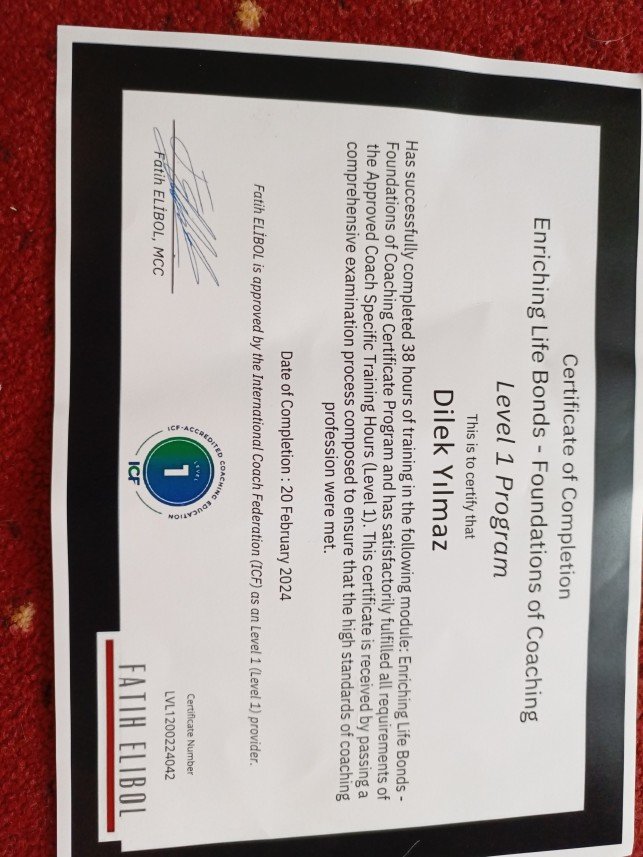 Certificate of Completion
Enriching Life Bonds - Foundations of Coaching
Level 1 Program
This is to certify that
Dilek Yılmaz
Has successfully completed 38 hours of training in the following module: Enriching Life Bonds -
Foundations of Coaching Certificate Program and has satisfactorily fulfilled all requirements of
the Approved Coach Specific Training Hours (Level 1). This certificate is received by passing a
comprehensive examination process composed to ensure that the high standards of coaching
profession were met.
Date of Completion : 20 February 2024
Fatih ELİBOL is approved by the International Coach Federation (ICF) as an Level 1 (Level 1) provider.
Fatih ELİBOL, MCC
ICF-ACCREDITED COACHING EDUCATION
LEVEL
1
ICF
Certificate Number
LVL1200224042
FATIH ELIBOL